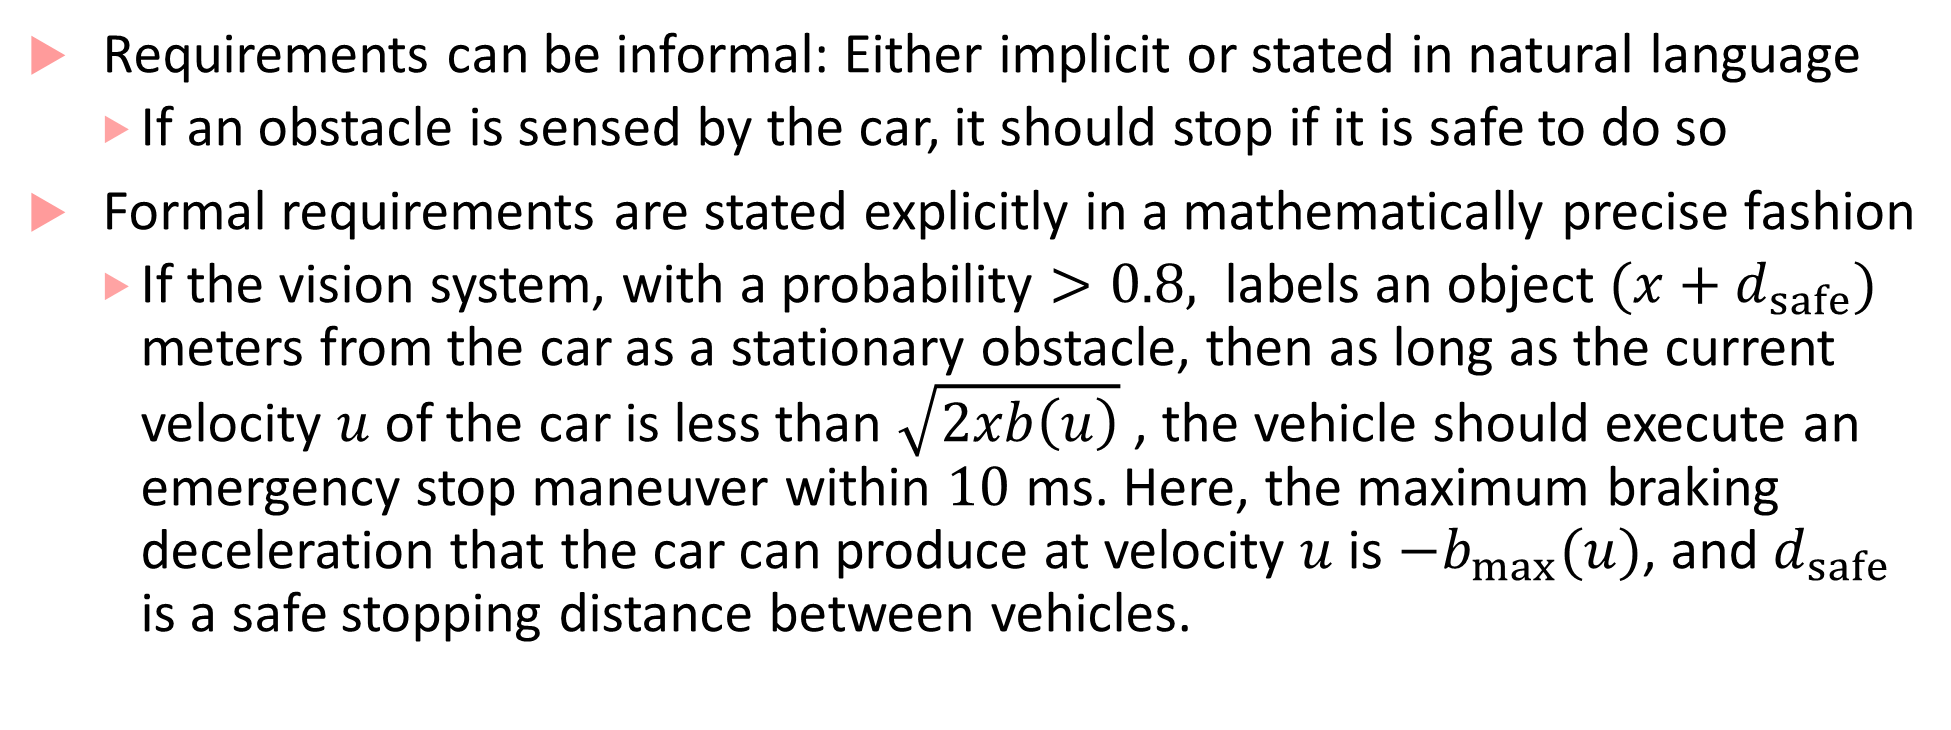 Requirements can be informal: Either implicit or stated in natural language
If an obstacle is sensed by the car, it should stop if it is safe to do so
Formal requirements are stated explicitly in a mathematically precise fashion
If the vision system, with a probability > 0.8, labels an object (x + d_safe)
meters from the car as a stationary obstacle, then as long as the current
velocity u of the car is less than √(2xb(u)) , the vehicle should execute an
emergency stop maneuver within 10 ms. Here, the maximum braking
deceleration that the car can produce at velocity u is −b_max(u), and d_safe
is a safe stopping distance between vehicles.